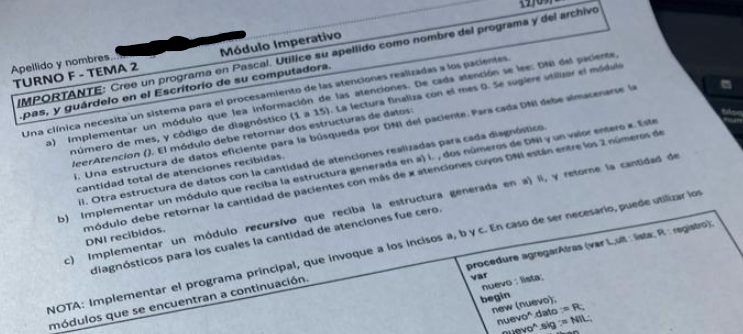 12/09/
Apellido y nombres
Módulo Imperativo
TURNO F - TEMA 2
IMPORTANTE: Cree un programa en Pascal. Utilice su apellido como nombre del programa y del archivo
.pas, y guárdelo en el Escritorio de su computadora.
Una clínica necesita un sistema para el procesamiento de las atenciones realizadas a los pacientes.
a) Implementar un módulo que lea información de las atenciones. De cada atención se lee: DNI del paciente,
número de mes, y código de diagnóstico (1 a 15). La lectura finaliza con el mes 0. Se sugiere utilizar el módulo
leerAtencion (). El módulo debe retornar dos estructuras de datos:
i. Una estructura de datos eficiente para la búsqueda por DNI del paciente. Para cada DNI debe almacenarse la
cantidad total de atenciones recibidas.
ii. Otra estructura de datos con la cantidad de atenciones realizadas para cada diagnóstico.
b) Implementar un módulo que reciba la estructura generada en a) i. , dos números de DNI y un valor entero x. Este
módulo debe retornar la cantidad de pacientes con más de x atenciones cuyos DNI están entre los 2 números de
DNI recibidos.
c) Implementar un módulo recursivo que reciba la estructura generada en a) ii, y retorne la cantidad de
diagnósticos para los cuales la cantidad de atenciones fue cero.
NOTA: Implementar el programa principal, que invoque a los incisos a, b y c. En caso de ser necesario, puede utilizar los
módulos que se encuentran a continuación.
procedure agregarAtras (var L,ult : lista; R : registro);
var
nuevo : lista;
begin
new (nuevo);
nuevo^.dato := R;
nuevo^.sig := NIL;